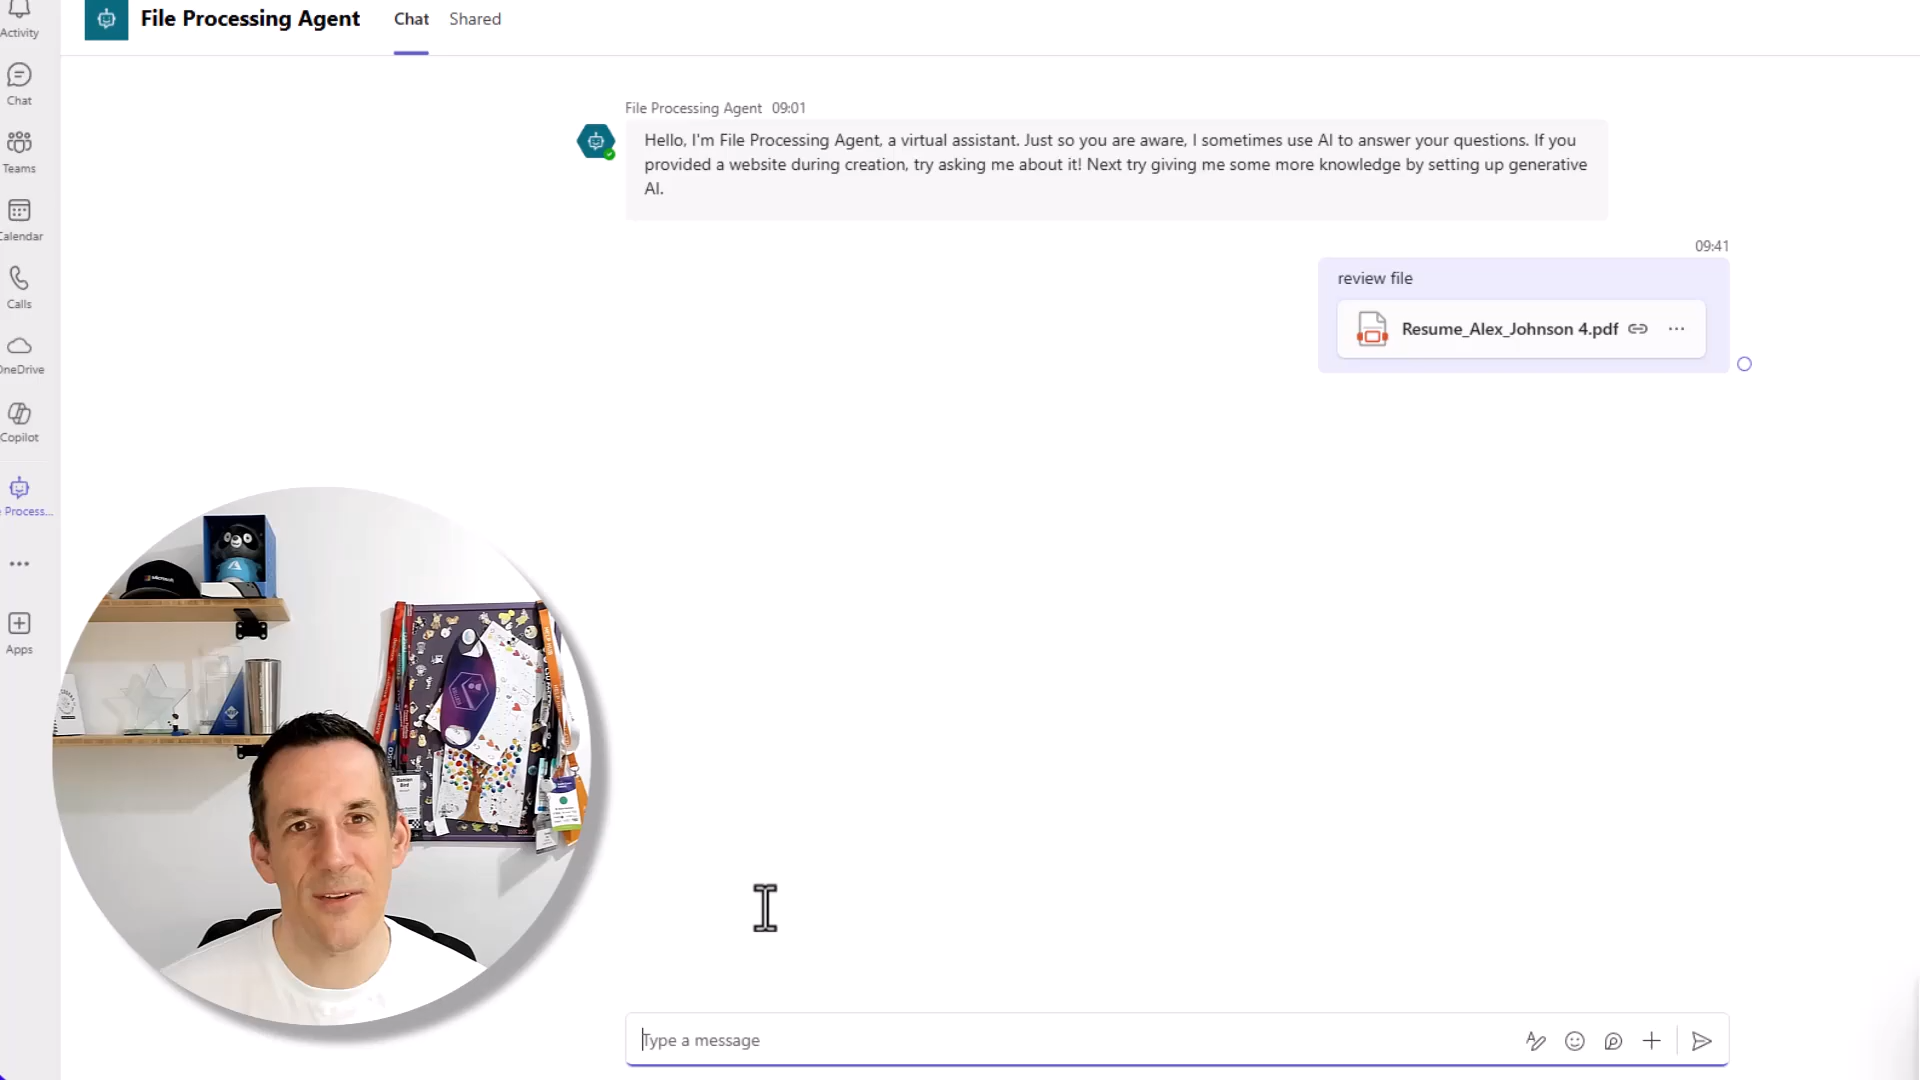 File Processing Agent
Chat
Shared
Activity
Chat
Teams
Calendar
Calls
OneDrive
Copilot
Process...
Apps
File Processing Agent 09:01
Hello, I'm File Processing Agent, a virtual assistant. Just so you are aware, I sometimes use AI to answer your questions. If you
provided a website during creation, try asking me about it! Next try giving me some more knowledge by setting up generative
AI.
09:41
review file
Resume_Alex_Johnson 4.pdf
Microsoft
Damien
Bird
Type a message